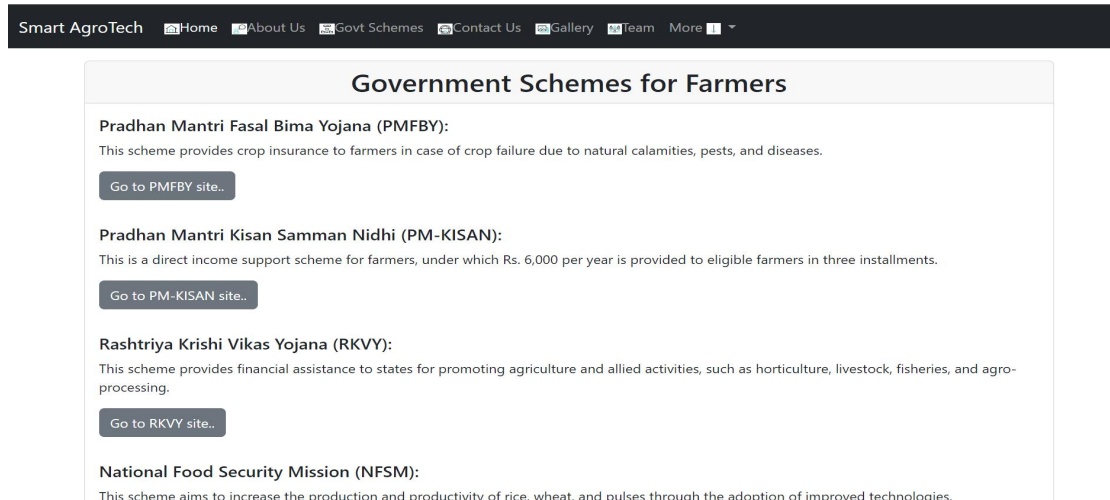 Smart AgroTech Home About Us Govt Schemes Contact Us Gallery Team More
Government Schemes for Farmers
Pradhan Mantri Fasal Bima Yojana (PMFBY):
This scheme provides crop insurance to farmers in case of crop failure due to natural calamities, pests, and diseases.
Go to PMFBY site..
Pradhan Mantri Kisan Samman Nidhi (PM-KISAN):
This is a direct income support scheme for farmers, under which Rs. 6,000 per year is provided to eligible farmers in three installments.
Go to PM-KISAN site..
Rashtriya Krishi Vikas Yojana (RKVY):
This scheme provides financial assistance to states for promoting agriculture and allied activities, such as horticulture, livestock, fisheries, and agro-
processing.
Go to RKVY site..
National Food Security Mission (NFSM):
This scheme aims to increase the production and productivity of rice, wheat, and pulses through the adoption of improved technologies.